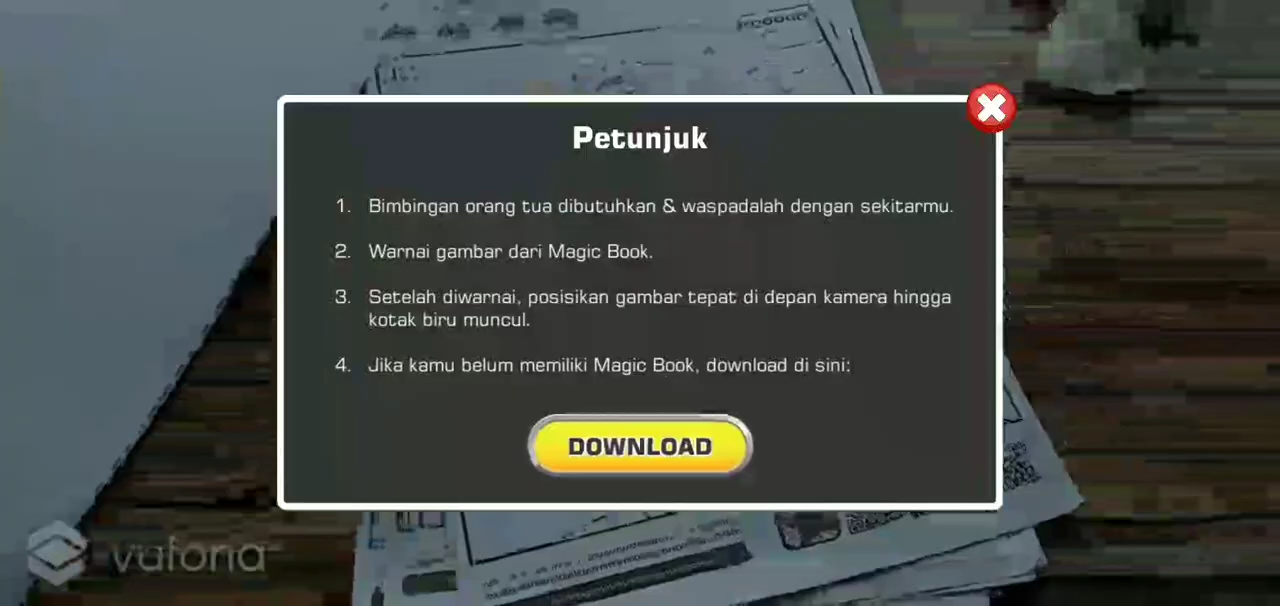 Petunjuk
1. Bimbingan orang tua dibutuhkan & waspadalah dengan sekitarmu.
2. Warnai gambar dari Magic Book.
3. Setelah diwarnai, posisikan gambar tepat di depan kamera hingga
kotak biru muncul.
4. Jika kamu belum memiliki Magic Book, download di sini:
DOWNLOAD